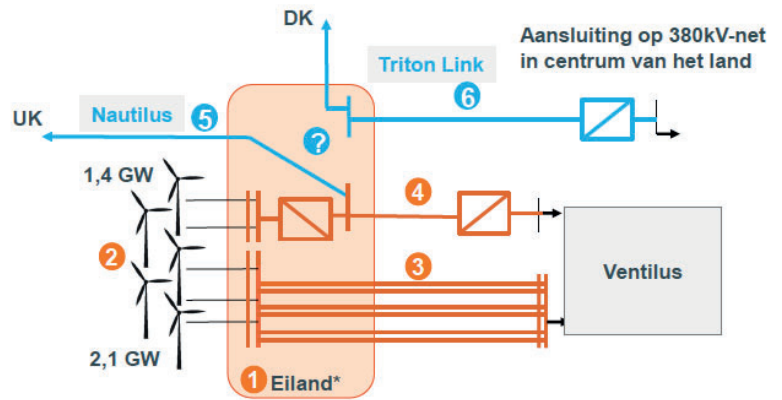 DK
Aansluiting op 380kV-net
in centrum van het land
Triton Link
6
Nautilus
5
UK
?
1,4 GW
4
2
3
Ventilus
2,1 GW
1 Eiland*